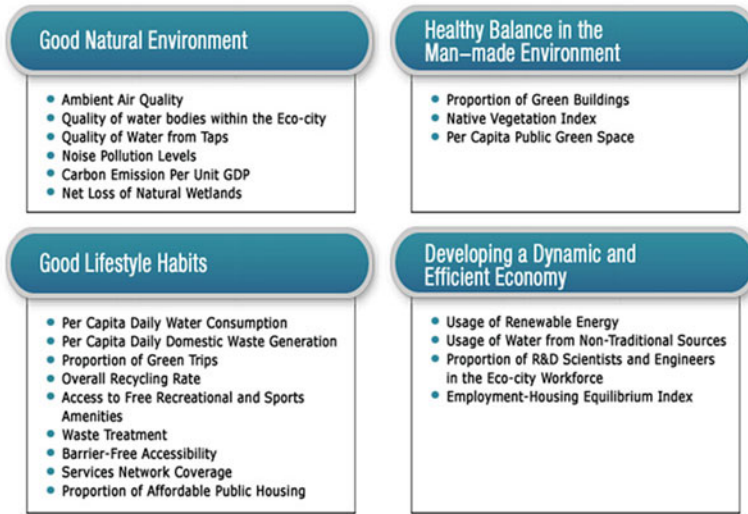 Good Natural Environment
Ambient Air Quality
Quality of water bodies within the Eco-city
Quality of Water from Taps
Noise Pollution Levels
Carbon Emission Per Unit GDP
Net Loss of Natural Wetlands
Healthy Balance in the
Man-made Environment
Proportion of Green Buildings
Native Vegetation Index
Per Capita Public Green Space
Good Lifestyle Habits
Per Capita Daily Water Consumption
Per Capita Daily Domestic Waste Generation
Proportion of Green Trips
Overall Recycling Rate
Access to Free Recreational and Sports
Amenities
Waste Treatment
Barrier-Free Accessibility
Services Network Coverage
Proportion of Affordable Public Housing
Developing a Dynamic and
Efficient Economy
Usage of Renewable Energy
Usage of Water from Non-Traditional Sources
Proportion of R&D Scientists and Engineers
in the Eco-city Workforce
Employment-Housing Equilibrium Index